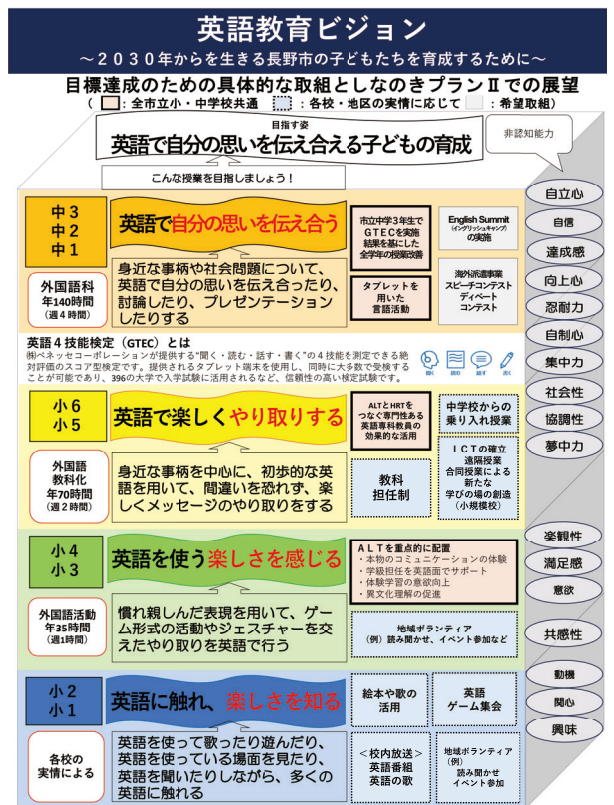 英語教育ビジョン
～２０３０年からを生きる長野市の子どもたちを育成するために～
目標達成のための具体的な取組としなのきプランⅡでの展望
（ ：全市立小・中学校共通 ：各校・地区の実情に応じて ：希望取組）
目指す姿
英語で自分の思いを伝え合える子どもの育成
非認知能力
こんな授業を目指しましょう！
中３
中２
中１
英語で自分の思いを伝え合う
市立中学３年生で
ＧＴＥＣを実施
結果を基にした
全学年の授業改善
English Summit
（イングリッシュキャンプ）
の実施
外国語科
年140時間
（週４時間）
身近な事柄や社会問題について、
英語で自分の思いを伝え合ったり、
討論したり、プレゼンテーション
したりする
タブレットを
用いた
言語活動
海外派遣事業
スピーチコンテスト
ディベート
コンテスト
英語４技能検定（GTEC）とは
㈱ベネッセコーポレーションが提供する“聞く・読む・話す・書く”の４技能を測定できる絶
対評価のスコア型検定です。提供されるタブレット端末を使用し、同時に大多数で受検する
ことが可能であり、396の大学で入学試験に活用されるなど、信頼性の高い検定試験です。
聞く 読む 話す 書く
小６
小５
英語で楽しくやり取りする
ALTとHRTを
つなぐ専門性ある
英語専科教員の
効果的な活用
中学校からの
乗り入れ授業
外国語
教科化
年70時間
（週２時間）
身近な事柄を中心に、初歩的な英
語を用いて、間違いを恐れず、楽
しくメッセージのやり取りをする
教科
担任制
ＩＣＴの確立
遠隔授業
合同授業による
新たな
学びの場の創造
（小規模校）
小４
小３
英語を使う楽しさを感じる
ＡＬＴを重点的に配置
・本物のコミュニケーションの体験
・学級担任を英語面でサポート
・体験学習の意欲向上
・異文化理解の促進
外国語活動
年35時間
（週1時間）
慣れ親しんだ表現を用いて、ゲー
ム形式の活動やジェスチャーを交
えたやり取りを英語で行う
地域ボランティア
（例）読み聞かせ、イベント参加など
小２
小１
英語に触れ、楽しさを知る
絵本や歌の
活用
英語
ゲーム集会
各校の
実情による
英語を使って歌ったり遊んだり、
英語を使っている場面を見たり、
英語を聞いたりしながら、多くの
英語に触れる
＜校内放送＞
英語番組
英語の歌
地域ボランティア
（例）
読み聞かせ
イベント参加
自立心
自信
達成感
向上心
忍耐力
自制心
集中力
社会性
協調性
夢中力
楽観性
満足感
意欲
共感性
動機
関心
興味